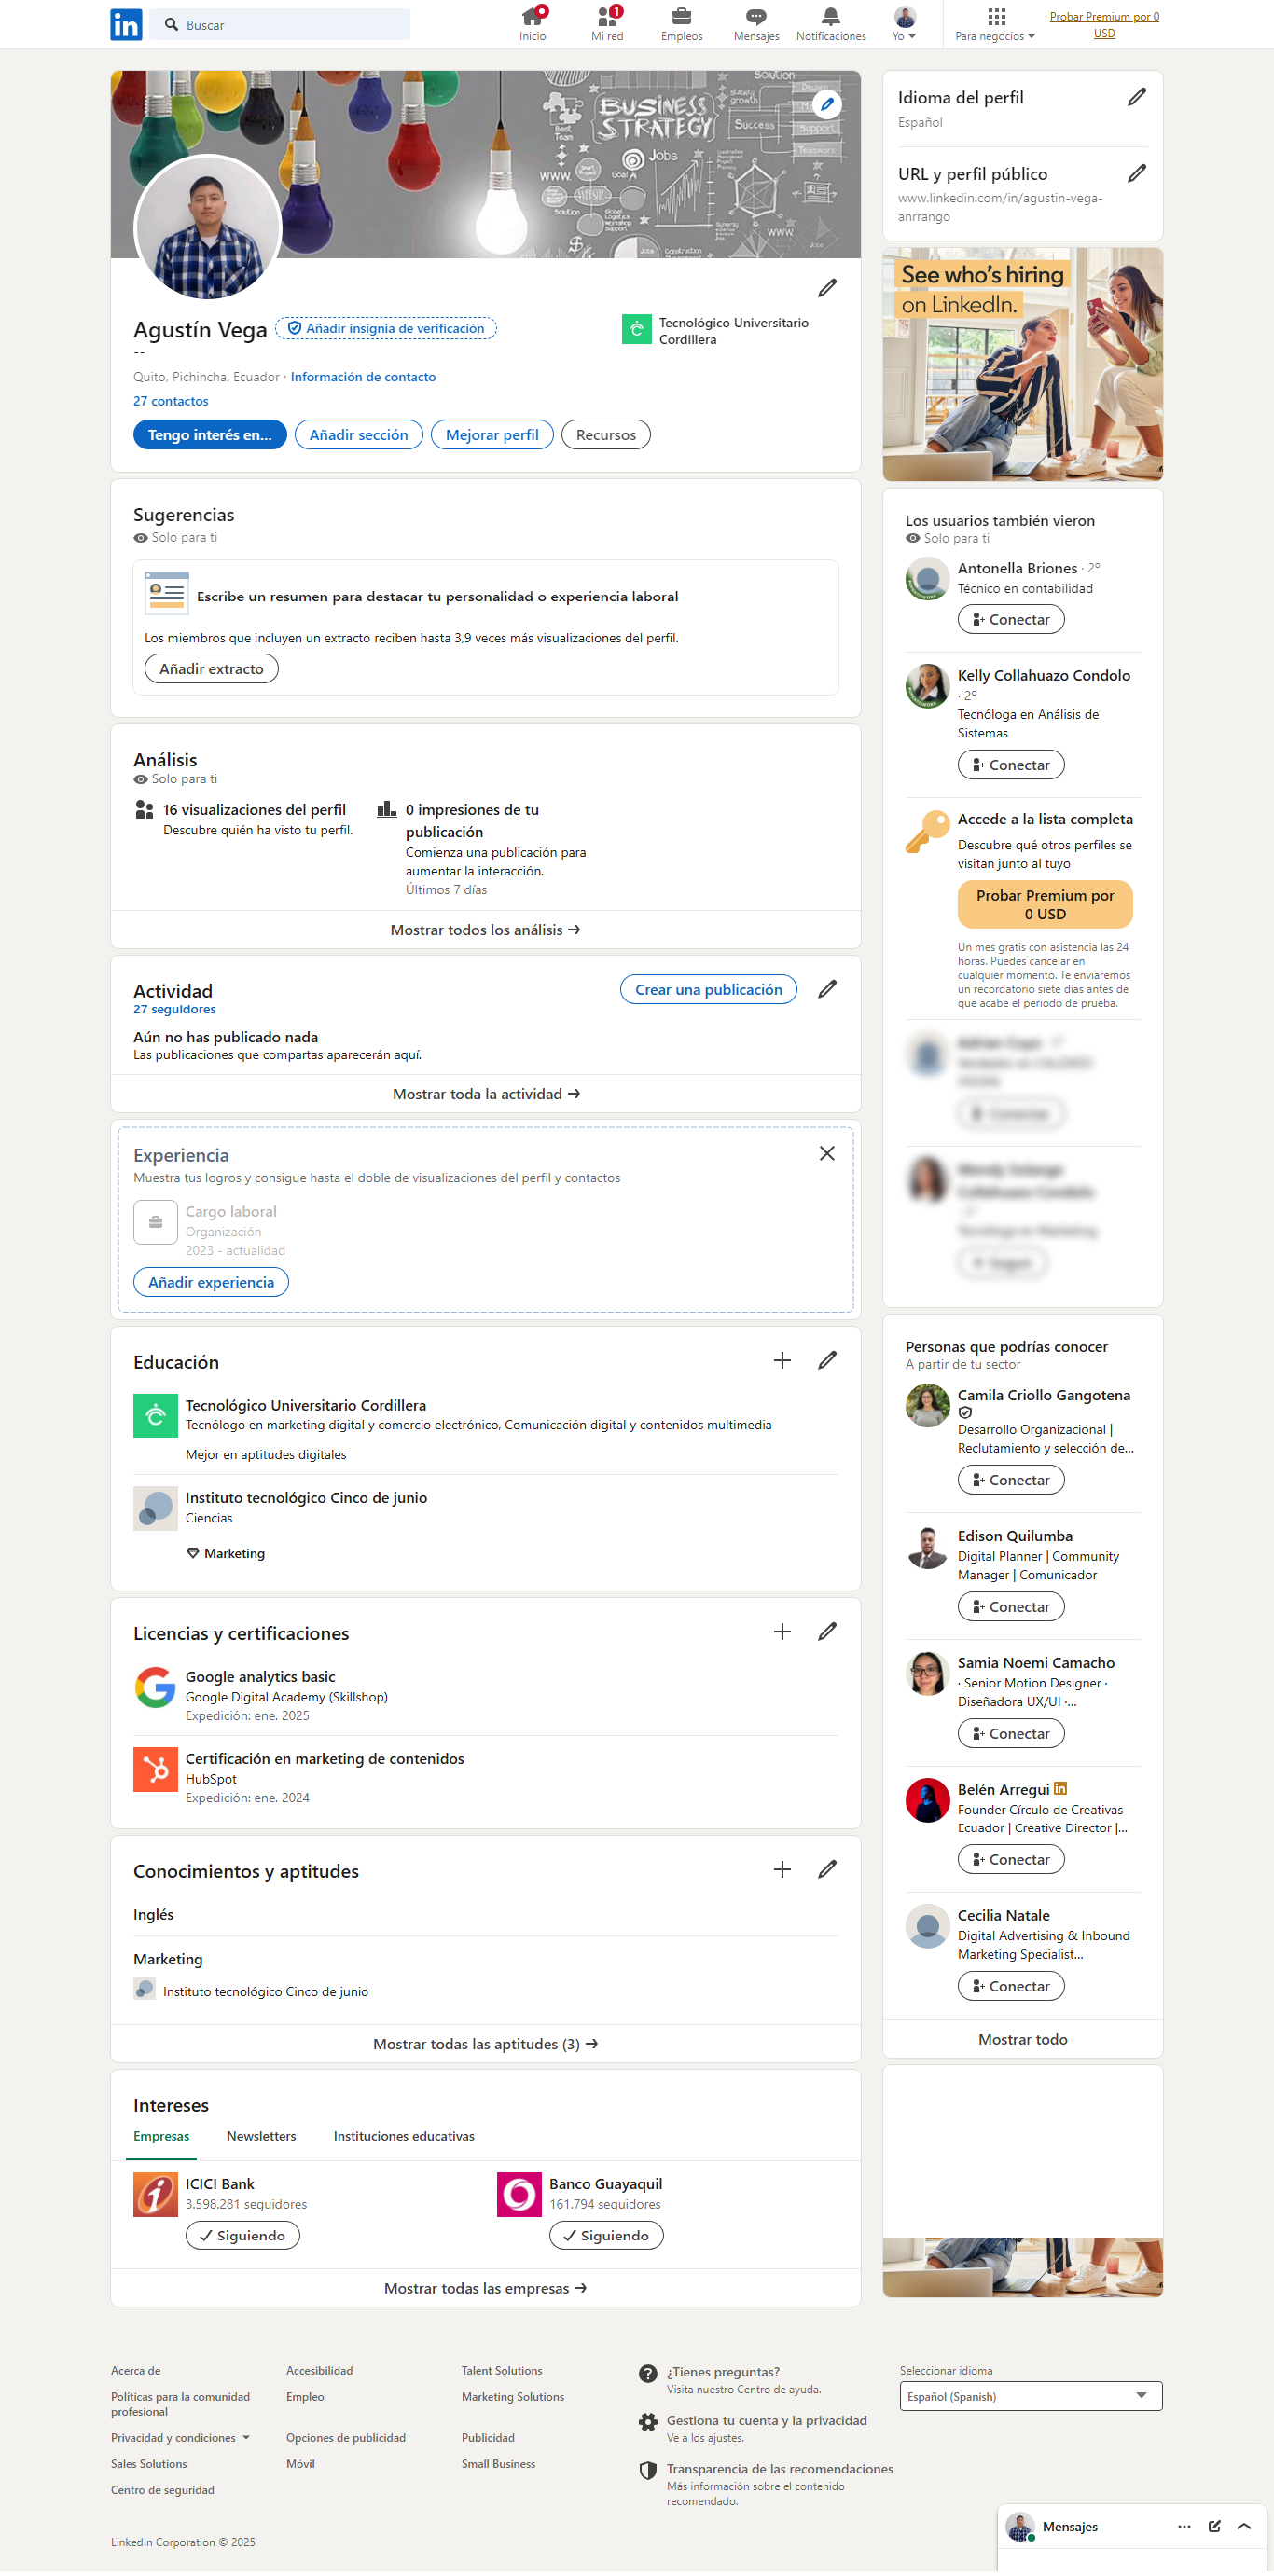 in
Buscar
Inicio
Mi red
1
Empleos
Mensajes
Notificaciones
Yo
Para negocios
Probar Premium por 0
USD
BUSINESS
STRATEGY
Solution
Success
Support
Teamwork
Best
Team
Jobs
Goal
WWW.
Solution
WWW
Agustín Vega
Añadir insignia de verificación
--
Quito, Pichincha, Ecuador · Información de contacto
27 contactos
Tengo interés en...
Añadir sección
Mejorar perfil
Recursos
Tecnológico Universitario
Cordillera
Sugerencias
Solo para ti
Escribe un resumen para destacar tu personalidad o experiencia laboral
Los miembros que incluyen un extracto reciben hasta 3,9 veces más visualizaciones del perfil.
Añadir extracto
Análisis
Solo para ti
16 visualizaciones del perfil
Descubre quién ha visto tu perfil.
0 impresiones de tu
publicación
Comienza una publicación para
aumentar la interacción.
Últimos 7 días
Mostrar todos los análisis →
Actividad
27 seguidores
Crear una publicación
Aún no has publicado nada
Las publicaciones que compartas aparecerán aquí.
Mostrar toda la actividad →
Experiencia
Muestra tus logros y consigue hasta el doble de visualizaciones del perfil y contactos
Cargo laboral
Organización
2023 - actualidad
Añadir experiencia
Educación
Tecnológico Universitario Cordillera
Tecnólogo en marketing digital y comercio electrónico, Comunicación digital y contenidos multimedia
Mejor en aptitudes digitales
Instituto tecnológico Cinco de junio
Ciencias
Marketing
Licencias y certificaciones
Google analytics basic
Google Digital Academy (Skillshop)
Expedición: ene. 2025
Certificación en marketing de contenidos
HubSpot
Expedición: ene. 2024
Conocimientos y aptitudes
Inglés
Marketing
Instituto tecnológico Cinco de junio
Mostrar todas las aptitudes (3) →
Intereses
Empresas
Newsletters
Instituciones educativas
ICICI Bank
3.598.281 seguidores
Siguiendo
Banco Guayaquil
161.794 seguidores
Siguiendo
Mostrar todas las empresas →
Idioma del perfil
Español
URL y perfil público
www.linkedin.com/in/agustin-vega-
anrrango
See who's hiring
on LinkedIn.
Los usuarios también vieron
Solo para ti
Antonella Briones · 2º
Técnico en contabilidad
Conectar
Kelly Collahuazo Condolo
· 2º
Tecnóloga en Análisis de
Sistemas
Conectar
Accede a la lista completa
Descubre qué otros perfiles se
visitan junto al tuyo
Probar Premium por
0 USD
Un mes gratis con asistencia las 24
horas. Puedes cancelar en
cualquier momento. Te enviaremos
un recordatorio siete días antes de
que acabe el periodo de prueba.
Personas que podrías conocer
A partir de tu sector
Camila Criollo Gangotena
Desarrollo Organizacional |
Reclutamiento y selección de...
Conectar
Edison Quilumba
Digital Planner | Community
Manager | Comunicador
Conectar
Samia Noemi Camacho
· Senior Motion Designer ·
Diseñadora UX/UI ·...
Conectar
Belén Arregui
Founder Círculo de Creativas
Ecuador | Creative Director |...
Conectar
Cecilia Natale
Digital Advertising & Inbound
Marketing Specialist...
Conectar
Mostrar todo
Acerca de
Accesibilidad
Talent Solutions
Políticas para la comunidad
profesional
Empleo
Marketing Solutions
Privacidad y condiciones
Opciones de publicidad
Publicidad
Sales Solutions
Móvil
Small Business
Centro de seguridad
¿Tienes preguntas?
Visita nuestro Centro de ayuda.
Gestiona tu cuenta y la privacidad
Ve a los ajustes.
Transparencia de las recomendaciones
Más información sobre el contenido
recomendado.
Seleccionar idioma
Español (Spanish)
LinkedIn Corporation © 2025
Mensajes